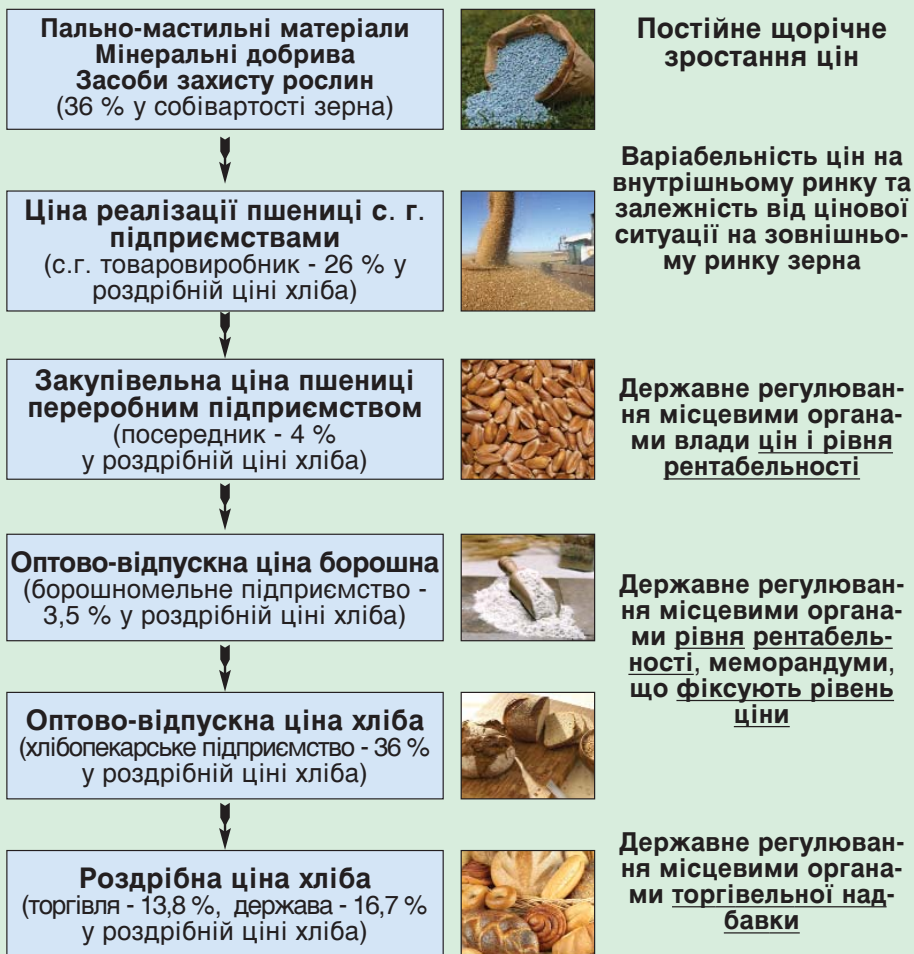 Пально-мастильні матеріали
Мінеральні добрива
Засоби захисту рослин
(36 % у собівартості зерна)
Постійне щорічне
зростання цін
Ціна реалізації пшениці с. г.
підприємствами
(с.г. товаровиробник - 26 % у
роздрібній ціні хліба)
Варіабельність цін на
внутрішньому ринку та
залежність від цінової
ситуації на зовнішньо-
му ринку зерна
Закупівельна ціна пшениці
переробним підприємством
(посередник - 4 %
у роздрібній ціні хліба)
Державне регулюван-
ня місцевими органа-
ми влади цін і рівня
рентабельності
Оптово-відпускна ціна борошна
(борошномельне підприємство -
3,5 % у роздрібній ціні хліба)
Державне регулюван-
ня місцевими органа-
ми рівня рентабель-
ності, меморандуми,
що фіксують рівень
ціни
Оптово-відпускна ціна хліба
(хлібопекарське підприємство - 36 %
у роздрібній ціні хліба)
Роздрібна ціна хліба
(торгівля - 13,8 %, держава - 16,7 %
у роздрібній ціні хліба)
Державне регулюван-
ня місцевими органа-
ми торгівельної над-
бавки